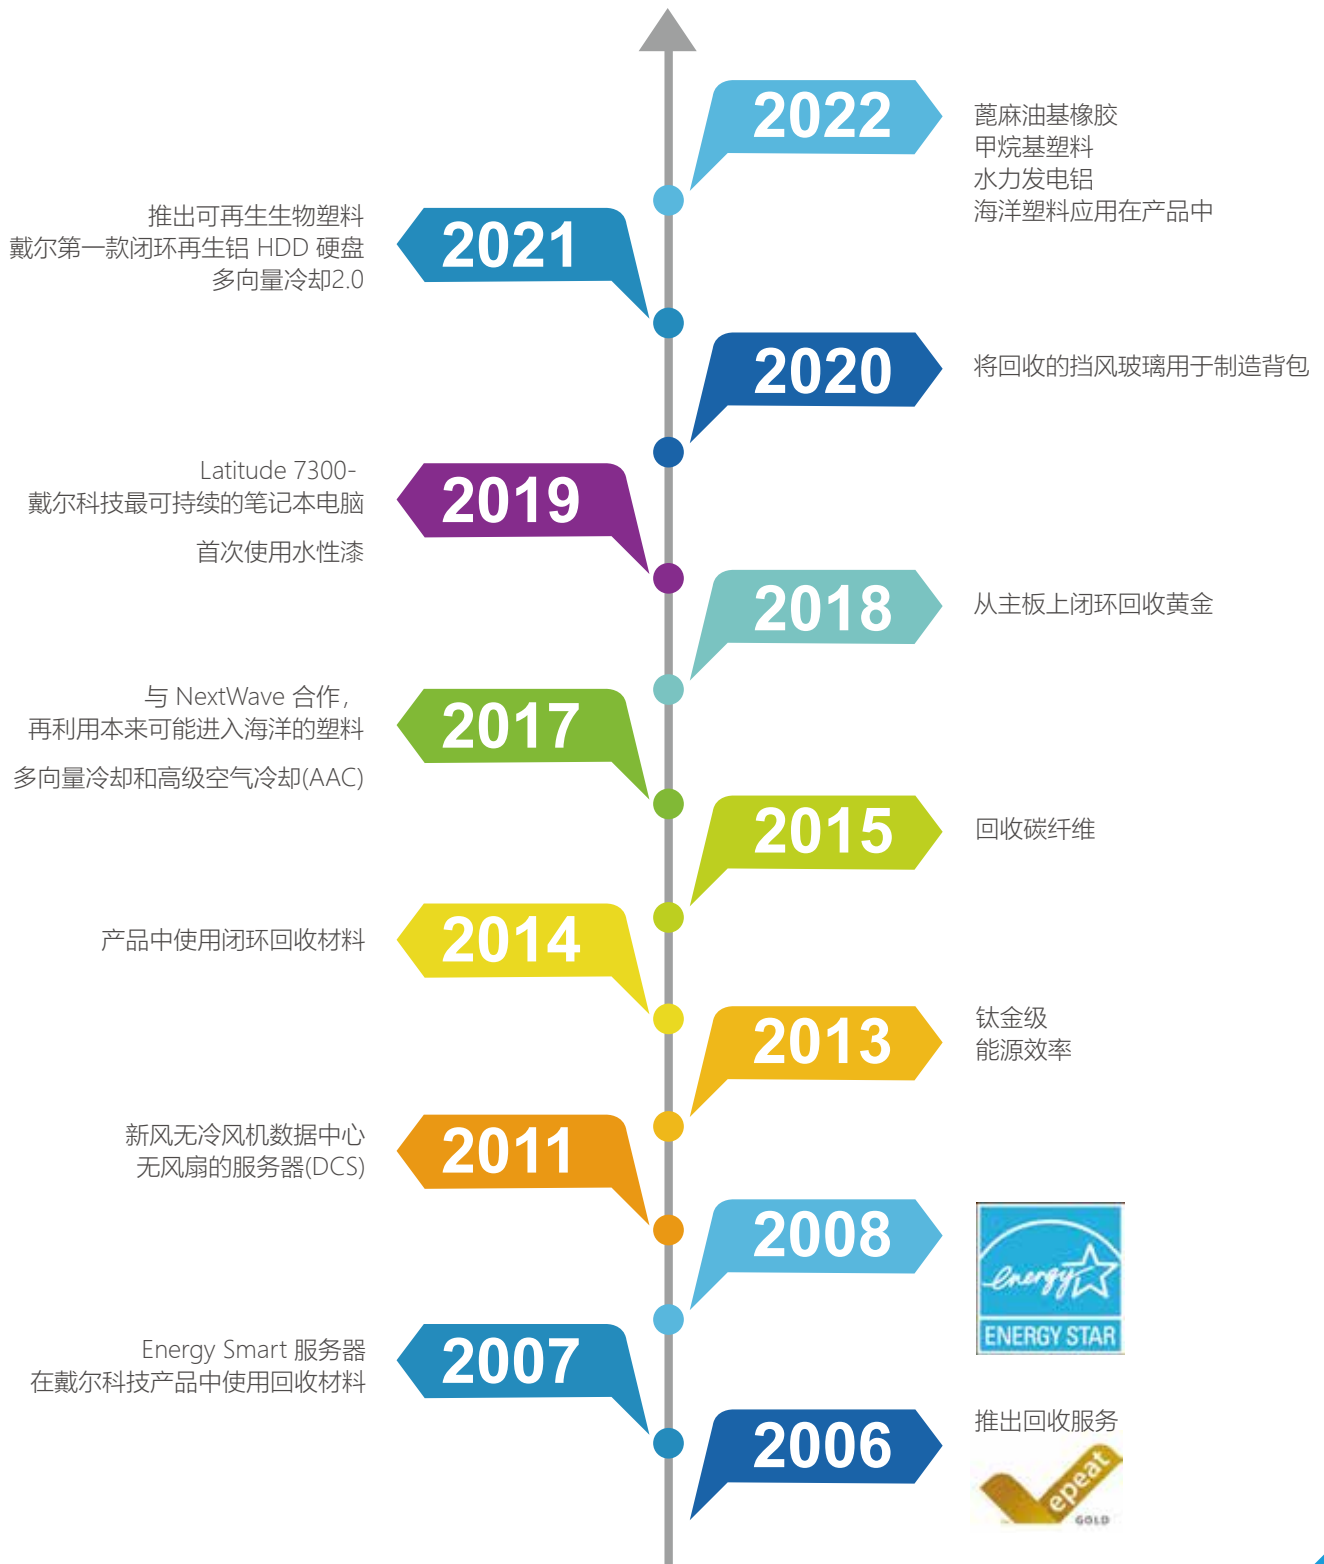 2022
蓖麻油基橡胶
甲烷基塑料
水力发电铝
海洋塑料应用在产品中
推出可再生生物塑料
戴尔第一款闭环再生铝 HDD 硬盘
多向量冷却2.0
2021
2020
将回收的挡风玻璃用于制造背包
Latitude 7300-
戴尔科技最可持续的笔记本电脑
首次使用水性漆
2019
2018
从主板上闭环回收黄金
与 NextWave 合作,
再利用本来可能进入海洋的塑料
多向量冷却和高级空气冷却(AAC)
2017
2015
回收碳纤维
产品中使用闭环回收材料
2014
2013
钛金级
能源效率
新风无冷风机数据中心
无风扇的服务器(DCS)
2011
2008
energy
ENERGY STAR
Energy Smart 服务器
在戴尔科技产品中使用回收材料
2007
2006
推出回收服务
epeat
GOLD